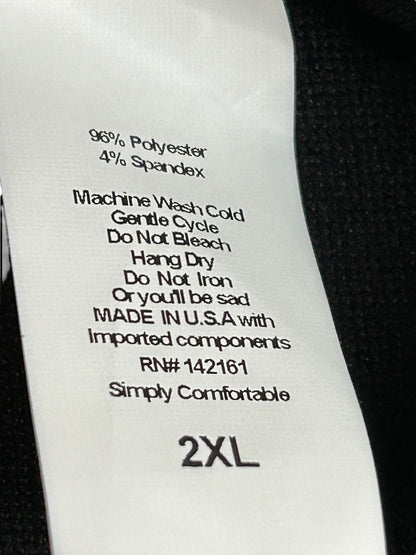 96% Polyester
4% Spandex
Machine Wash Cold
Gentle Cycle
Do Not Bleach
Hang Dry
Do Not Iron
Or you'll be sad
MADE IN U.S.A with
Imported components
RN# 142161
Simply Comfortable
2XL